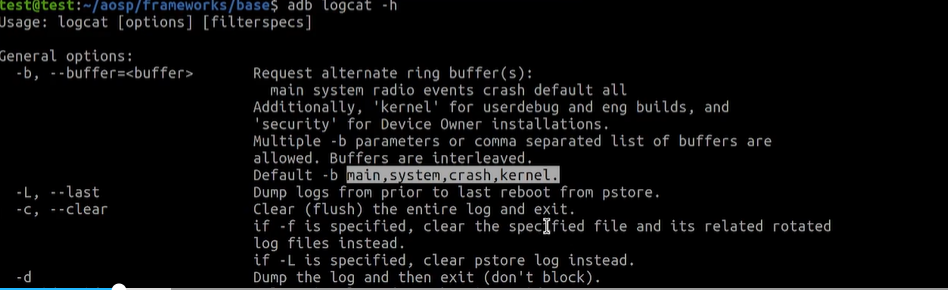 test@test:~/aosp/frameworks/base$ adb logcat -h
Usage: logcat [options] [filterspecs]
General options:
-b, --buffer=<buffer> Request alternate ring buffer(s):
main system radio events crash default all
Additionally, 'kernel' for userdebug and eng builds, and
'security' for Device Owner installations.
Multiple -b parameters or comma separated list of buffers are
allowed. Buffers are interleaved.
Default -b main,system,crash,kernel.
-L, --last Dump logs from prior to last reboot from pstore.
-c, --clear Clear (flush) the entire log and exit.
if -f is specified, clear the specified file and its related rotated
log files instead.
if -L is specified, clear pstore log instead.
-d Dump the log and then exit (don't block).